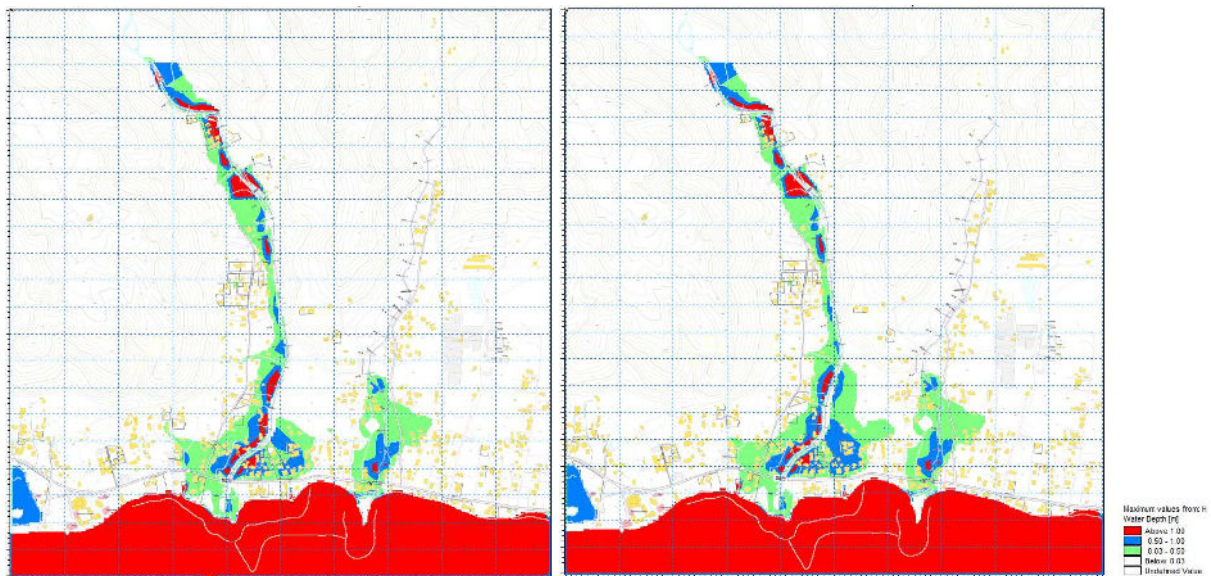 Maximum values from: H
Water Depth [m]
Above 1.00
0.50 - 1.00
0.03 - 0.50
Below 0.03
Undefined Value